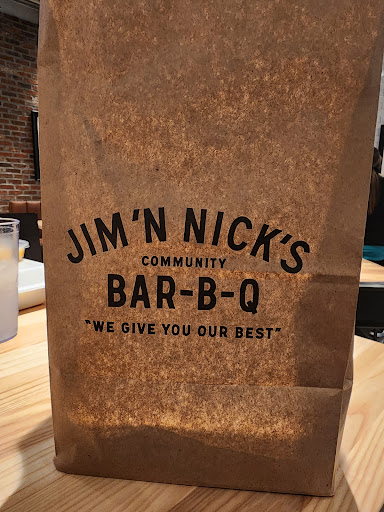 JIM 'N NICK'S
COMMUNITY
BAR-B-Q
"WE GIVE YOU OUR BEST"